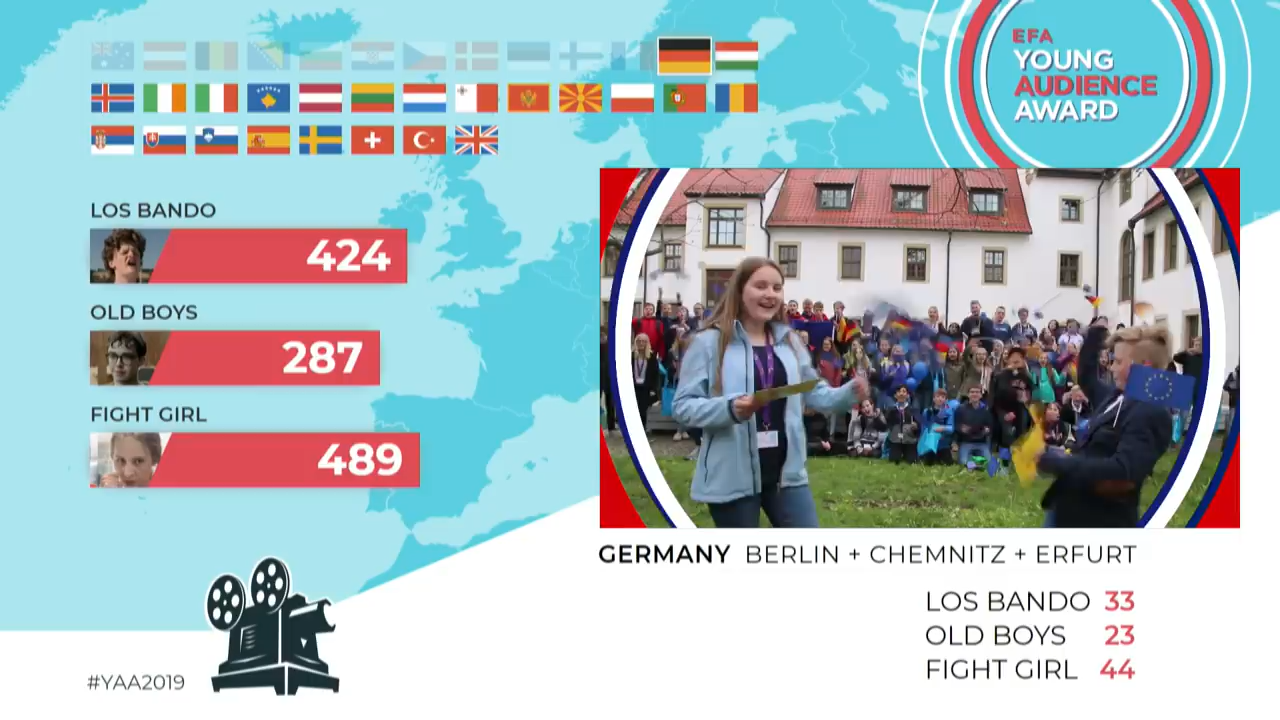 EFA
YOUNG
AUDIENCE
AWARD
LOS BANDO
424
OLD BOYS
287
FIGHT GIRL
489
GERMANY BERLIN + CHEMNITZ + ERFURT
LOS BANDO 33
OLD BOYS 23
FIGHT GIRL 44
#YAA2019